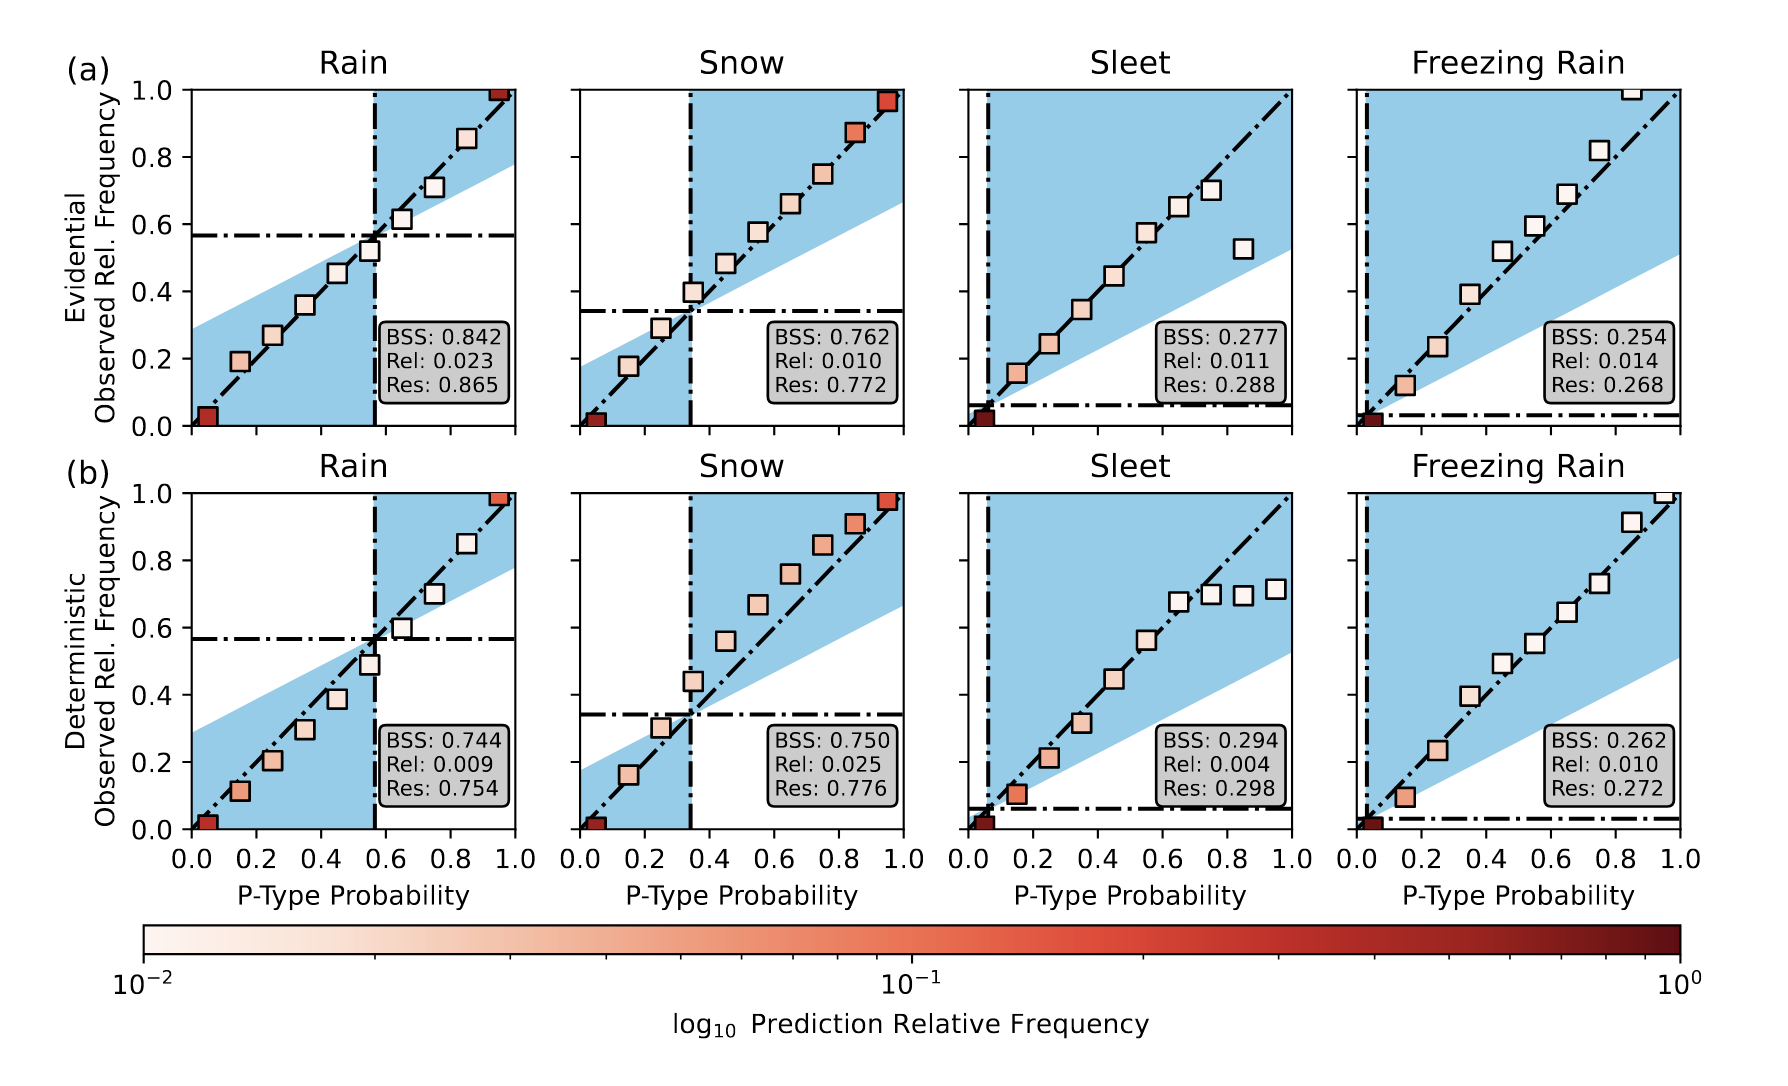 (a)
Rain
Snow
Sleet
Freezing Rain
Evidential
Observed Rel. Frequency
1.0
0.8
0.6
0.4
0.2
0.0
BSS: 0.842
Rel: 0.023
Res: 0.865
BSS: 0.762
Rel: 0.010
Res: 0.772
BSS: 0.277
Rel: 0.011
Res: 0.288
BSS: 0.254
Rel: 0.014
Res: 0.268
(b)
Rain
Snow
Sleet
Freezing Rain
Deterministic
Observed Rel. Frequency
1.0
0.8
0.6
0.4
0.2
0.0
BSS: 0.744
Rel: 0.009
Res: 0.754
BSS: 0.750
Rel: 0.025
Res: 0.776
BSS: 0.294
Rel: 0.004
Res: 0.298
BSS: 0.262
Rel: 0.010
Res: 0.272
0.0 0.2 0.4 0.6 0.8 1.0
0.0 0.2 0.4 0.6 0.8 1.0
0.0 0.2 0.4 0.6 0.8 1.0
0.0 0.2 0.4 0.6 0.8 1.0
P-Type Probability
P-Type Probability
P-Type Probability
P-Type Probability
10⁻² 10⁻¹ 10⁰
log₁₀ Prediction Relative Frequency